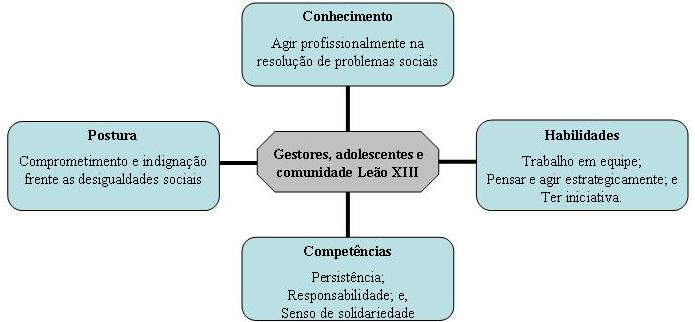 Conhecimento
Agir profissionalmente na
resolução de problemas sociais
Postura
Comprometimento e indignação
frente as desigualdades sociais
Gestores, adolescentes e
comunidade Leão XIII
Habilidades
Trabalho em equipe;
Pensar e agir estrategicamente; e
Ter iniciativa.
Competências
Persistência;
Responsabilidade; e,
Senso de solidariedade